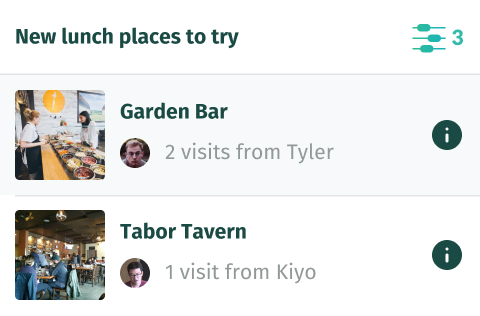 New lunch places to try
3
Garden Bar
2 visits from Tyler
Tabor Tavern
1 visit from Kiyo